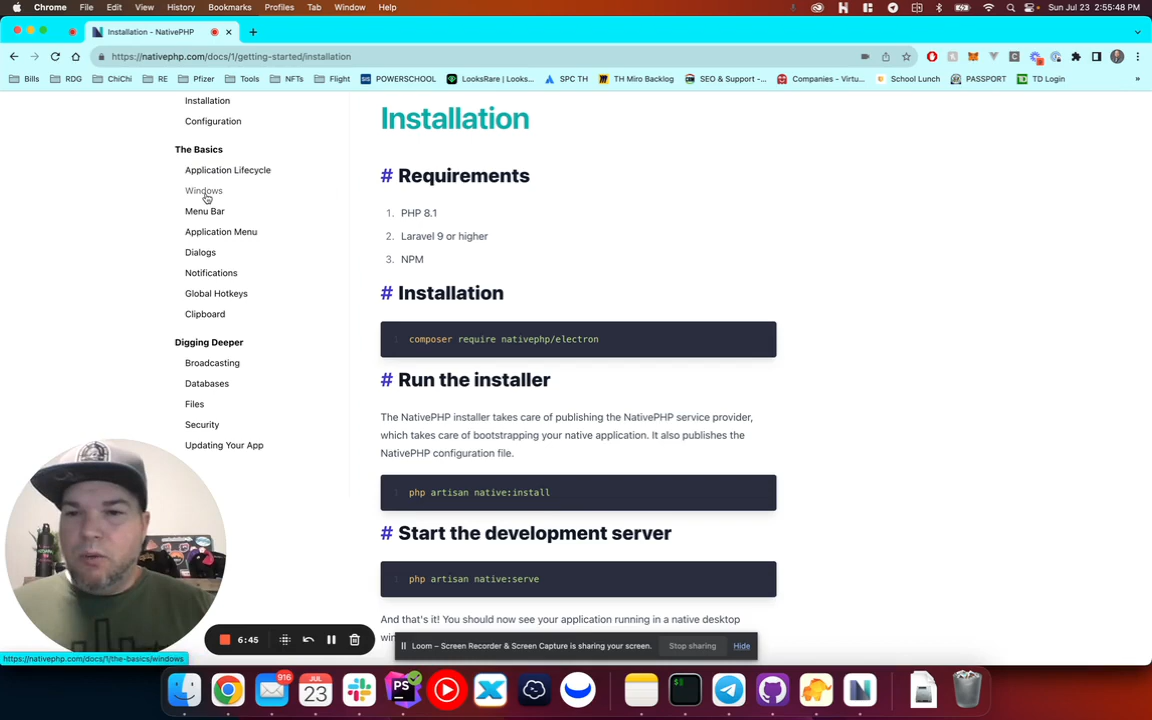 Chrome File Edit View History Bookmarks Profiles Tab Window Help Sun Jul 23 2:55:48 PM
Installation - NativePHP
https://nativephp.com/docs/1/getting-started/installation
Bills RDG ChiChi RE Pfizer Tools NFTs Flight POWERSCHOOL LooksRare | Looks... SPC TH TH Miro Backlog SEO & Support -... Companies - Virtu... School Lunch PASSPORT TD Login »
Installation
Configuration
The Basics
Application Lifecycle
Windows
Menu Bar
Application Menu
Dialogs
Notifications
Global Hotkeys
Clipboard
Digging Deeper
Broadcasting
Databases
Files
Security
Updating Your App
Installation
# Requirements
1. PHP 8.1
2. Laravel 9 or higher
3. NPM
# Installation
1 composer require nativephp/electron
# Run the installer
The NativePHP installer takes care of publishing the NativePHP service provider,
which takes care of bootstrapping your native application. It also publishes the
NativePHP configuration file.
1 php artisan native:install
# Start the development server
1 php artisan native:serve
And that's it! You should now see your application running in a native desktop
6:45
Loom – Screen Recorder & Screen Capture is sharing your screen. Stop sharing Hide
https://nativephp.com/docs/1/the-basics/windows
916
JUL
23
PS